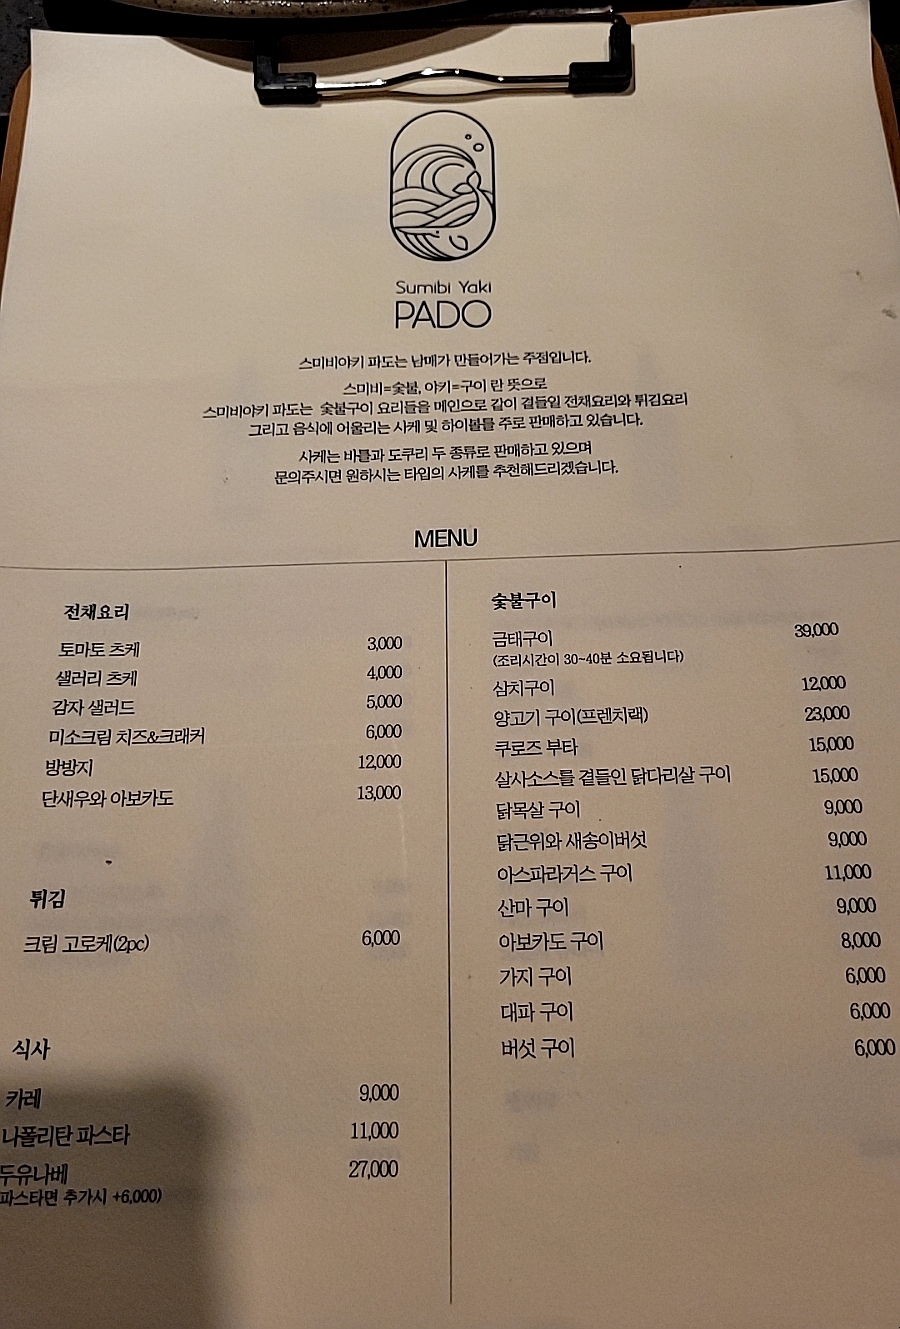 Sumibi Yaki
PADO
스미비야키 파도는 남매가 만들어가는 주점입니다.
스미비=숯불, 야키=구이 란 뜻으로
스미비야키 파도는 숯불구이 요리들을 메인으로 같이 곁들일 전채요리와 튀김요리
그리고 음식에 어울리는 사케 및 하이볼를 주로 판매하고 있습니다.
사케는 바틀과 도쿠리 두 종류로 판매하고 있으며
문의주시면 원하시는 타입의 사케를 추천해드리겠습니다.
MENU
전채요리
토마토 츠케 3,000
샐러리 츠케 4,000
감자 샐러드 5,000
미소크림 치즈&크래커 6,000
방방지 12,000
단새우와 아보카도 13,000
튀김
크림 고로케(2pc) 6,000
식사
카레 9,000
나폴리탄 파스타 11,000
두유나베 27,000
파스타면 추가시 +6,000)
숯불구이
금태구이 39,000
(조리시간이 30~40분 소요됩니다)
삼치구이 12,000
양고기 구이(프렌치랙) 23,000
쿠로즈 부타 15,000
살사소스를 곁들인 닭다리살 구이 15,000
닭목살 구이 9,000
닭근위와 새송이버섯 9,000
아스파라거스 구이 11,000
산마 구이 9,000
아보카도 구이 8,000
가지 구이 6,000
대파 구이 6,000
버섯 구이 6,000